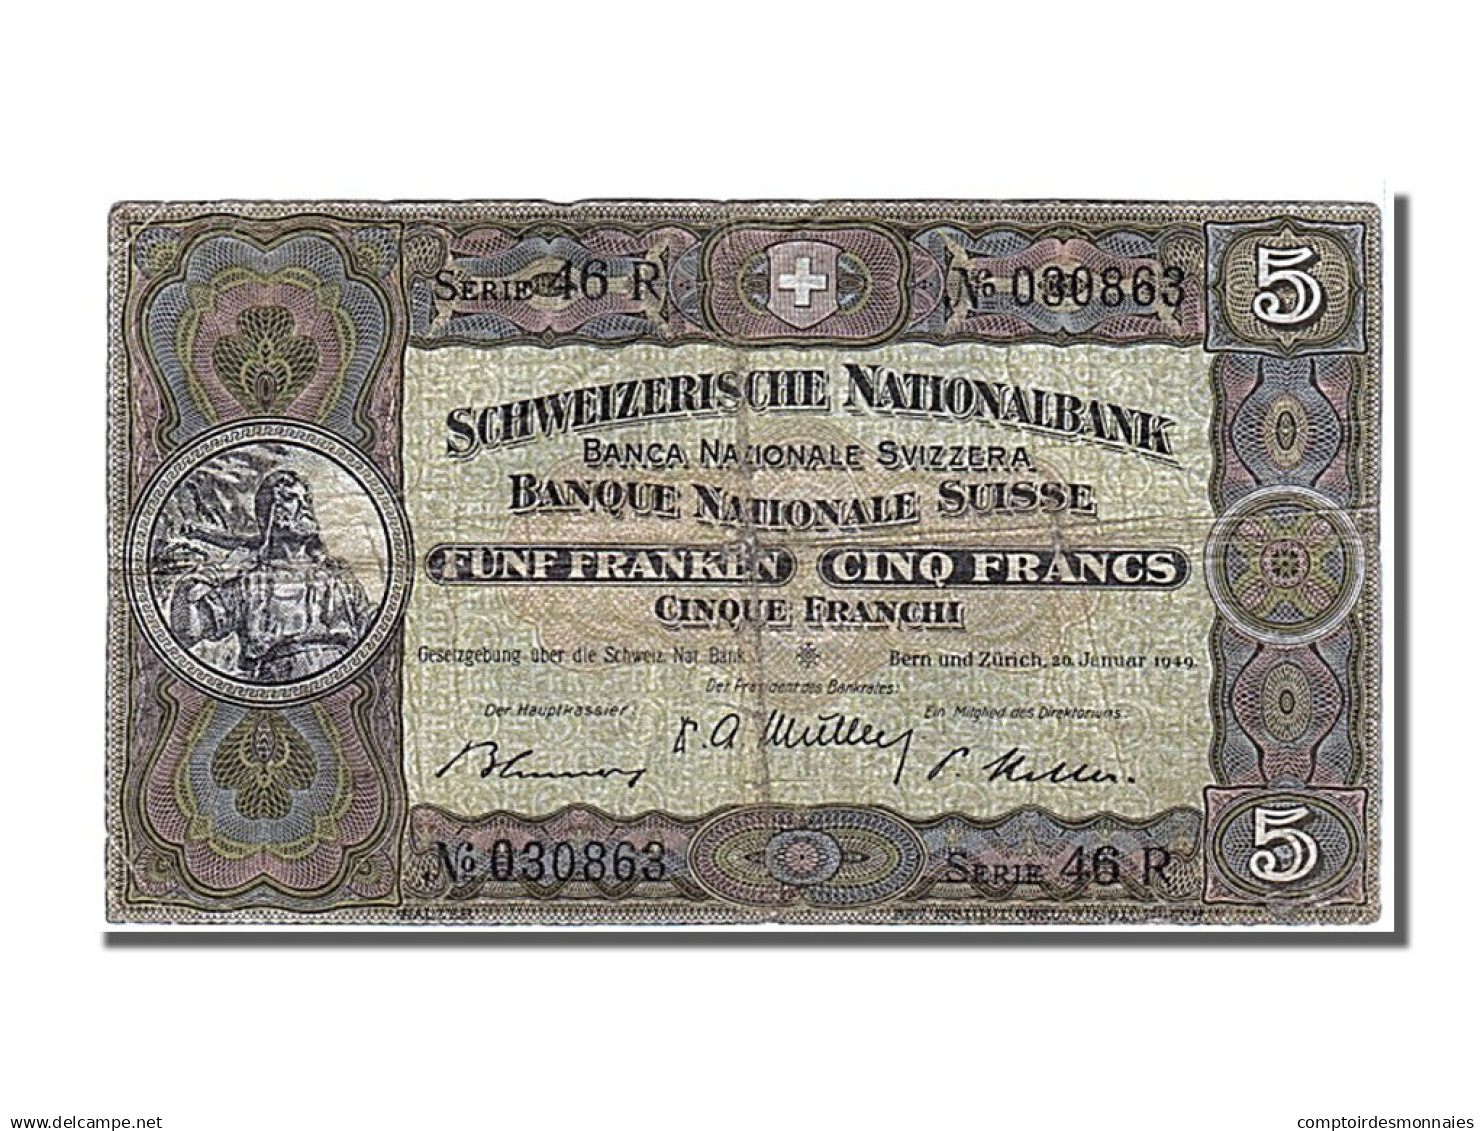 SERIE 46 R
No 030863
5
SCHWEIZERISCHE NATIONALBANK
BANCA NAZIONALE SVIZZERA
BANQUE NATIONALE SUISSE
FÜNF FRANKEN CINQ FRANCS
CINQUE FRANCHI
Gesetzgebung über die Schweiz. Nat. Bank.
Bern und Zürich, 20. Januar 1949.
Der Präsident des Bankrates:
Der Hauptkassier:
Ein Mitglied des Direktoriums:
A. Müller
No 030863
SERIE 46 R
5
BALZER
delcampe.net
comptoirdesmonnaies